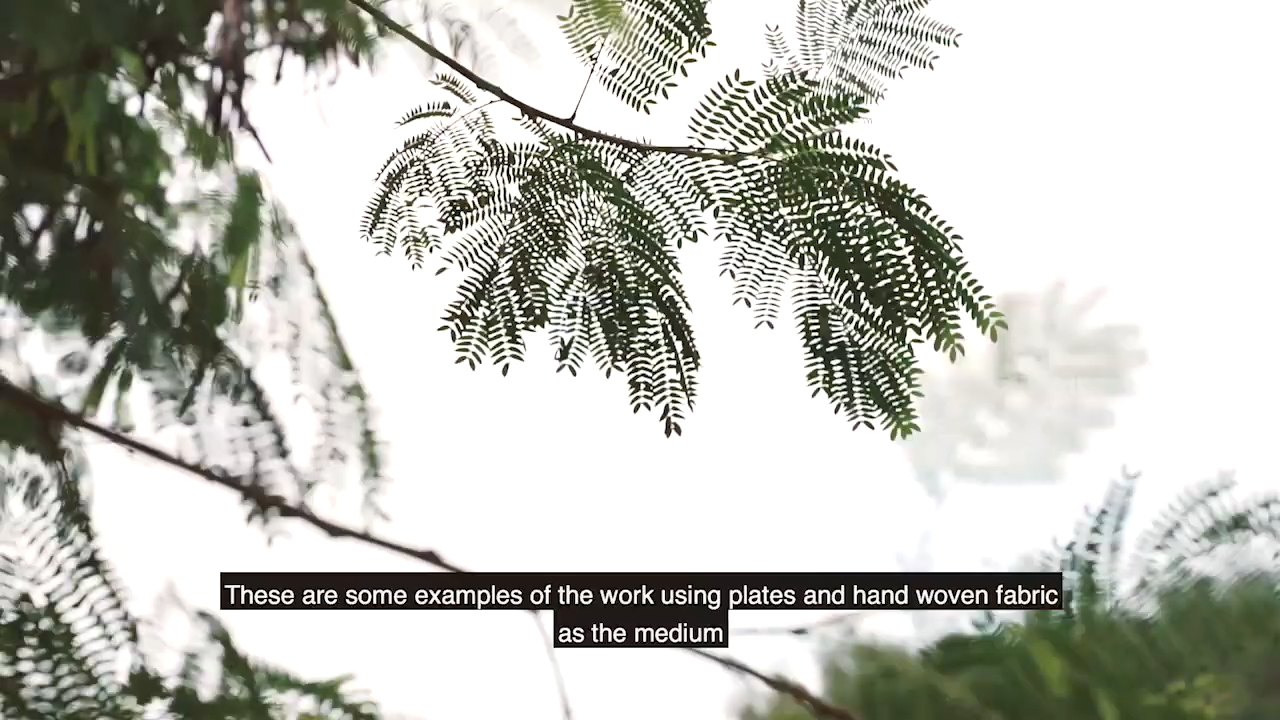 These are some examples of the work using plates and hand woven fabric
as the medium